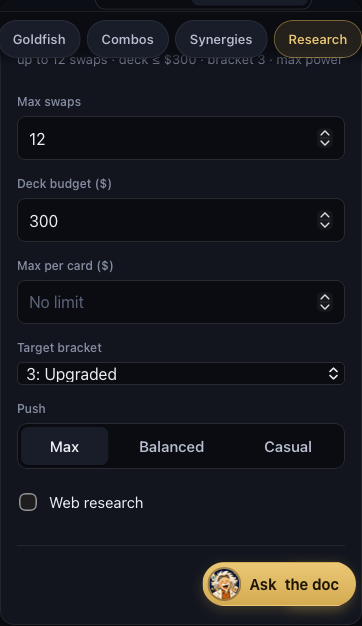 Goldfish Combos Synergies Research
up to 12 swaps · deck ≤ $300 · bracket 3 · max power
Max swaps
12
Deck budget ($)
300
Max per card ($)
No limit
Target bracket
3: Upgraded
Push
Max Balanced Casual
Web research
Ask the doc